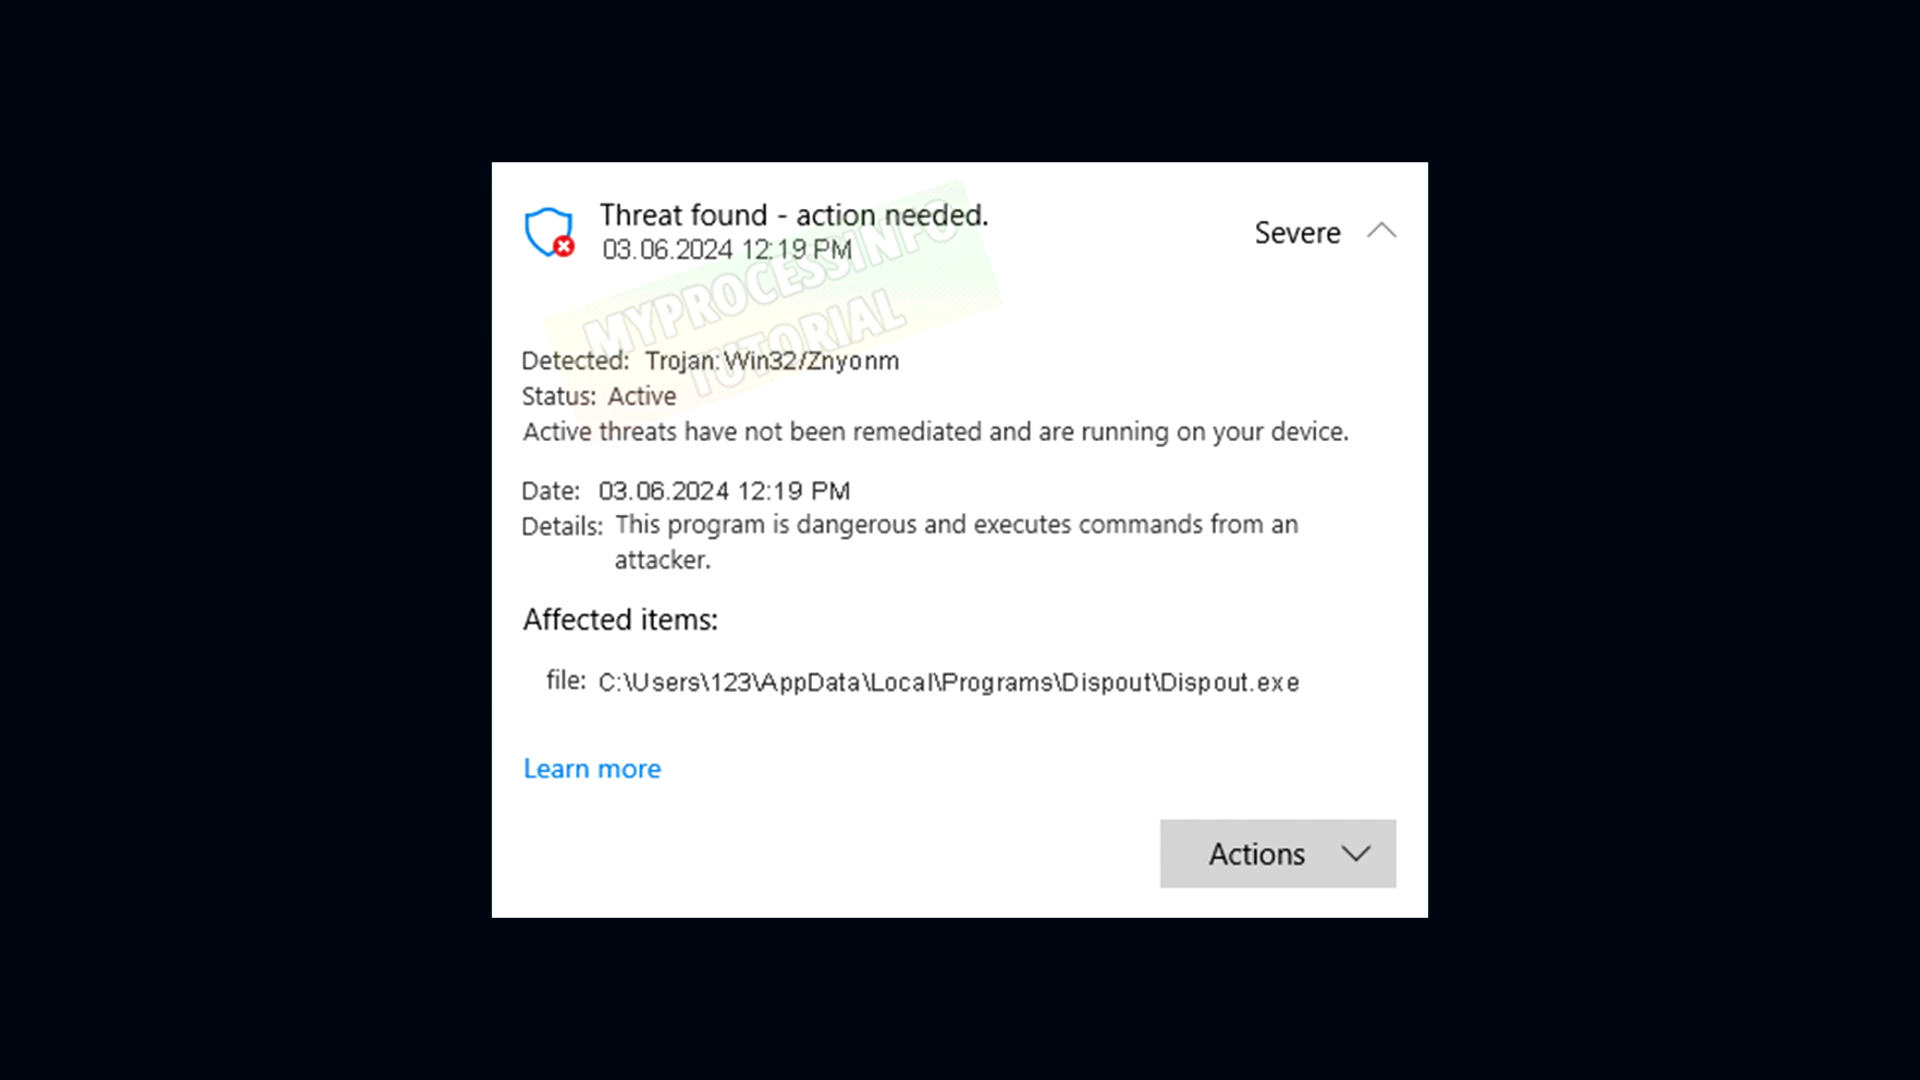 Threat found - action needed.
03.06.2024 12:19 PM
Severe
MYPROCESSINFO
TUTORIAL
Detected: Trojan:Win32/Znyonm
Status: Active
Active threats have not been remediated and are running on your device.
Date: 03.06.2024 12:19 PM
Details: This program is dangerous and executes commands from an
attacker.
Affected items:
file: C:\Users\123\AppData\Local\Programs\Dispout\Dispout.exe
Learn more
Actions